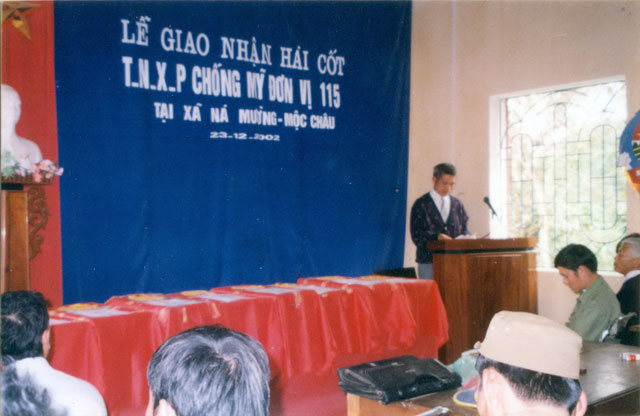 LỄ GIAO NHẬN HÀI CỐT
T.N.X.P CHỐNG MỸ ĐƠN VỊ 115
TẠI XÃ NÀ MƯỜNG-MỘC CHÂU
23-12-2002